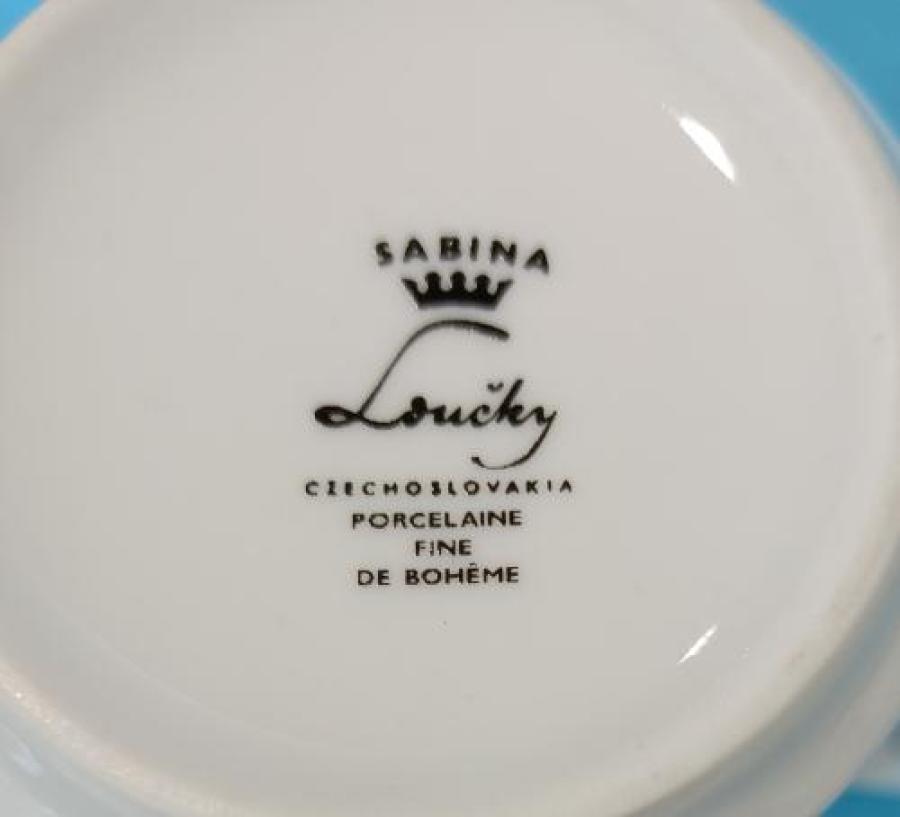 SABINA
Loučky
CZECHOSLOVAKIA
PORCELAINE
FINE
DE BOHÊME